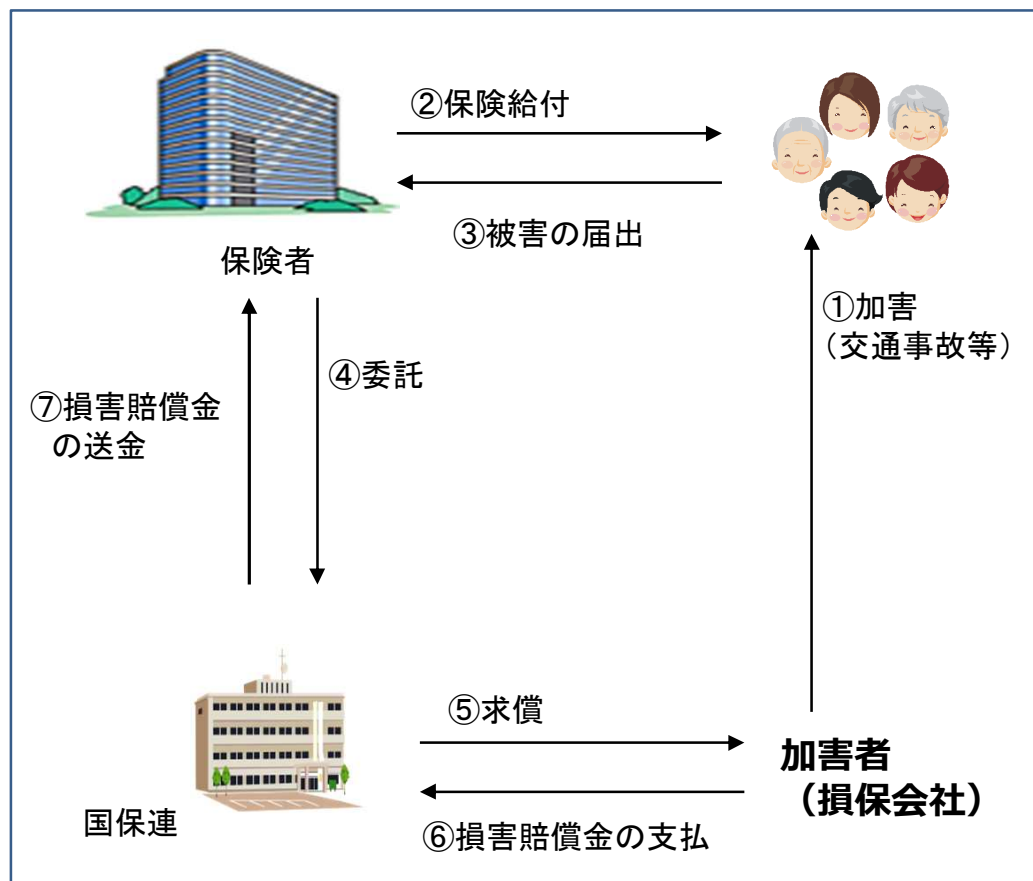 ②保険給付
③被害の届出
保険者
①加害
（交通事故等）
④委託
⑦損害賠償金
の送金
⑤求償
加害者
（損保会社）
国保連
⑥損害賠償金の支払